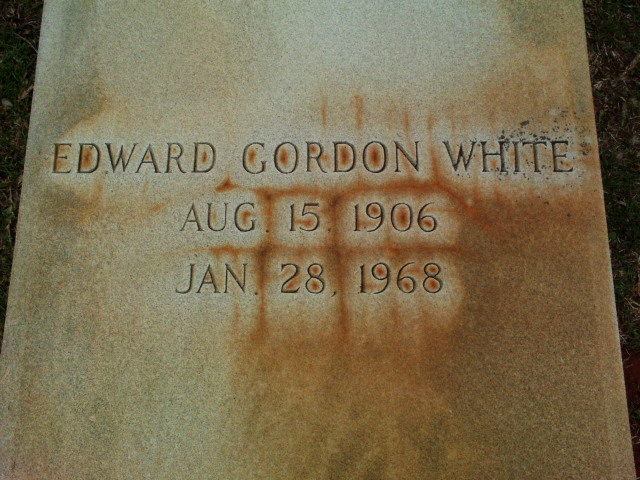 EDWARD GORDON WHITE
AUG. 15, 1906
JAN. 28, 1968